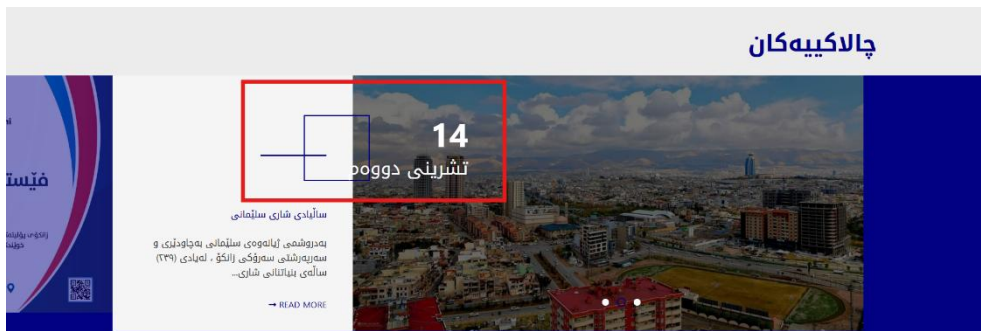 چالاکییەکان
14
تشرینی دووەم
ساڵیادی شاری سلێمانی
بەدروشمی ژیانەوەی سلێمانی بەچاودێری و
سەرپەرشتی سەرۆکی زانکۆ ، لەیادی (٢٣٩)
ساڵەی بنیاتنانی شاری...
READ MORE →
فێستـ